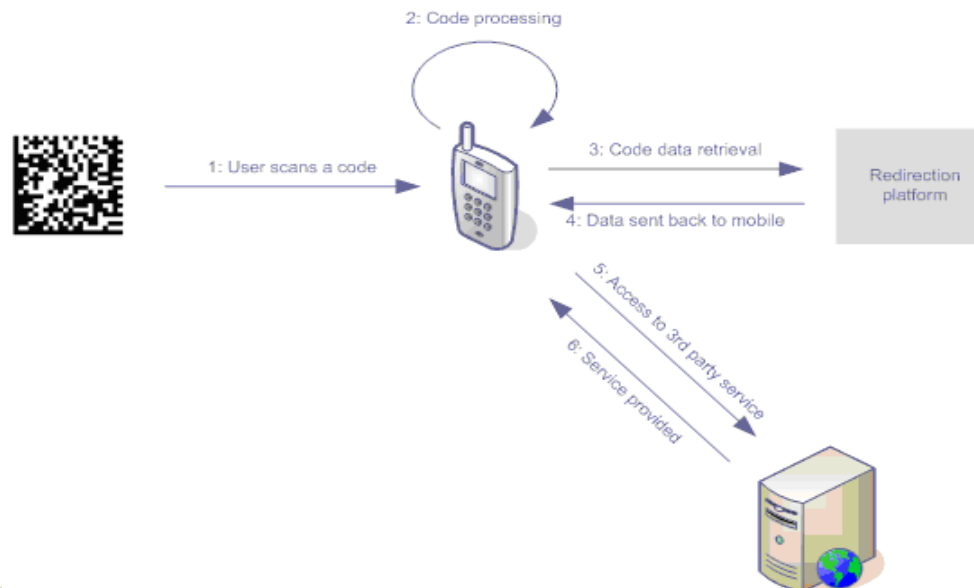 2: Code processing
1: User scans a code
3: Code data retrieval
Redirection
platform
4: Data sent back to mobile
5: Access to 3rd party service
6: Service provided